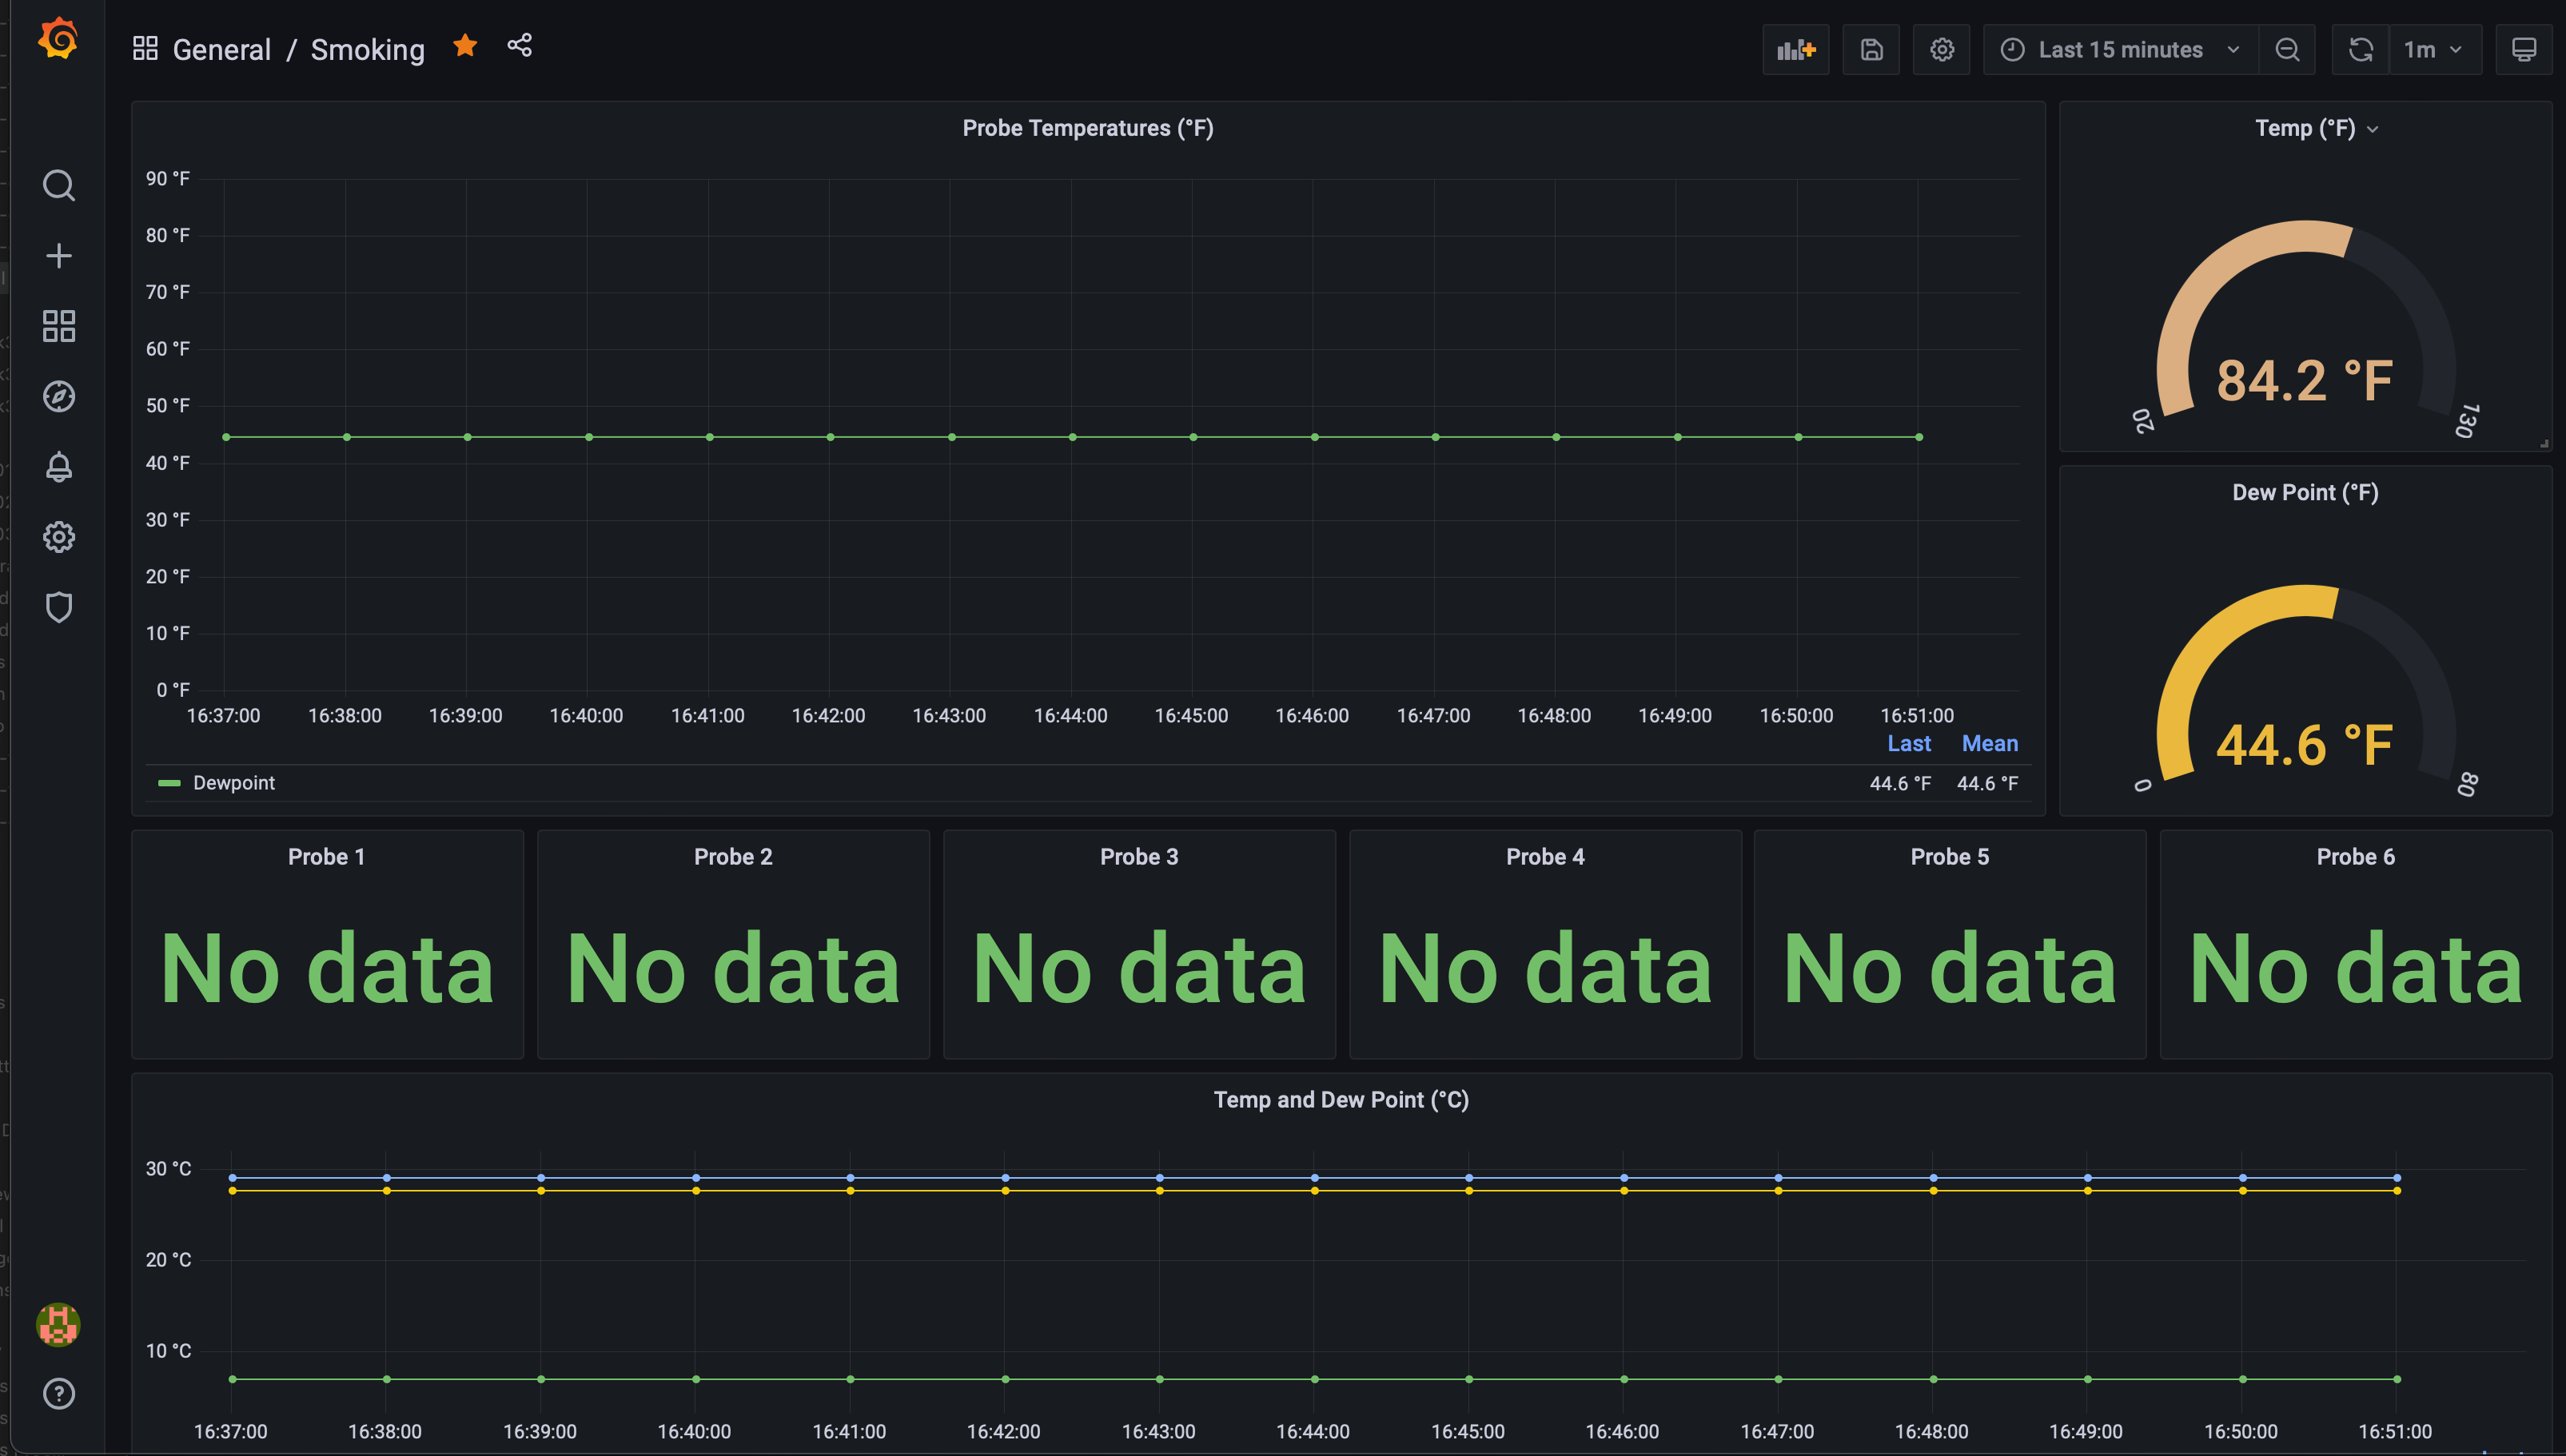 General / Smoking
Last 15 minutes
1m
Probe Temperatures (°F)
90 °F
80 °F
70 °F
60 °F
50 °F
40 °F
30 °F
20 °F
10 °F
0 °F
16:37:00 16:38:00 16:39:00 16:40:00 16:41:00 16:42:00 16:43:00 16:44:00 16:45:00 16:46:00 16:47:00 16:48:00 16:49:00 16:50:00 16:51:00
Last Mean
Dewpoint 44.6 °F 44.6 °F
Temp (°F)
84.2 °F
20 130
Dew Point (°F)
44.6 °F
0 80
Probe 1
No data
Probe 2
No data
Probe 3
No data
Probe 4
No data
Probe 5
No data
Probe 6
No data
Temp and Dew Point (°C)
30 °C
20 °C
10 °C
16:37:00 16:38:00 16:39:00 16:40:00 16:41:00 16:42:00 16:43:00 16:44:00 16:45:00 16:46:00 16:47:00 16:48:00 16:49:00 16:50:00 16:51:00